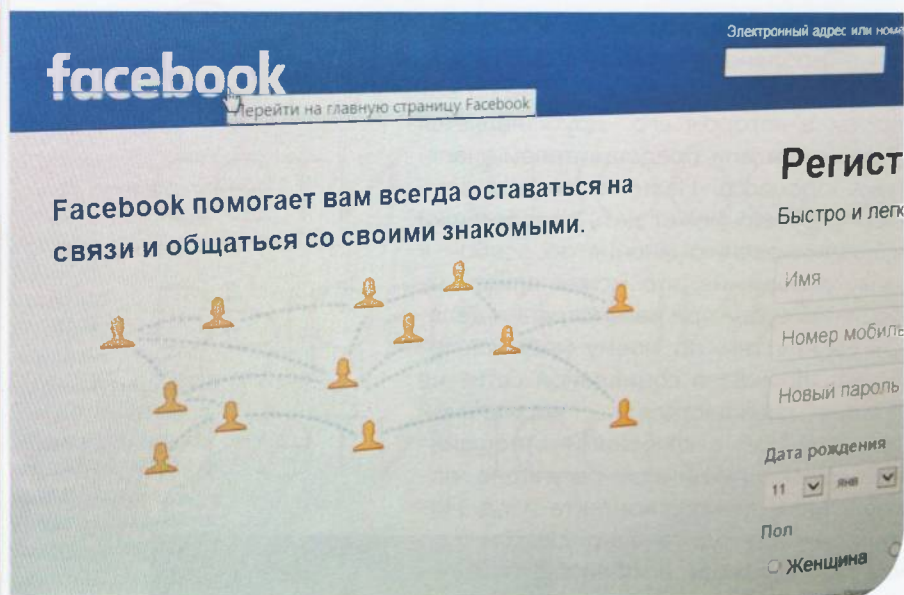 facebook
Электронный адрес или номе
Перейти на главную страницу Facebook
Facebook помогает вам всегда оставаться на
связи и общаться со своими знакомыми.
Регист
Быстро и легк
Имя
Номер мобиль
Новый пароль
Дата рождения
11 янв
Пол
Женщина